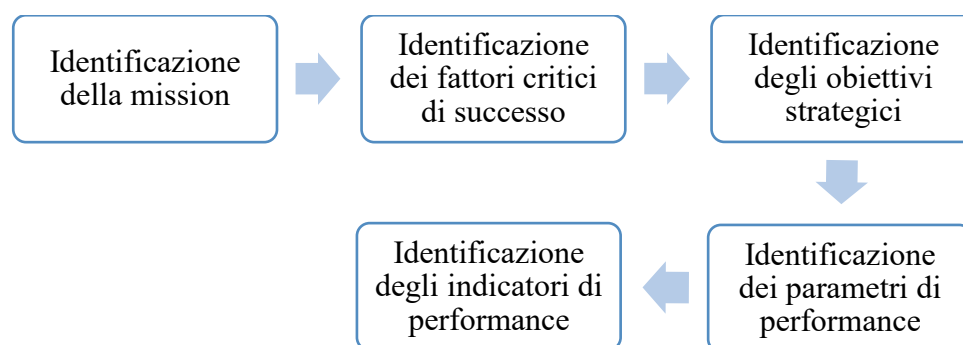 Identificazione
della mission
Identificazione
dei fattori critici
di successo
Identificazione
degli obiettivi
strategici
Identificazione
dei parametri di
performance
Identificazione
degli indicatori di
performance